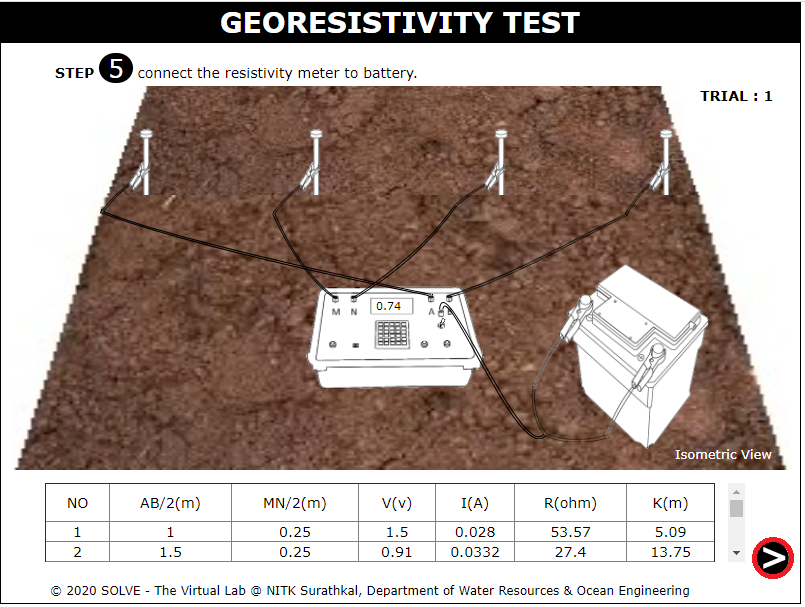 GEORESISTIVITY TEST
STEP 5 connect the resistivity meter to battery.
TRIAL : 1
0.74
M N A B
Isometric View
NO AB/2(m) MN/2(m) V(v) I(A) R(ohm) K(m)
1 1 0.25 1.5 0.028 53.57 5.09
2 1.5 0.25 0.91 0.0332 27.4 13.75
© 2020 SOLVE - The Virtual Lab @ NITK Surathkal, Department of Water Resources & Ocean Engineering